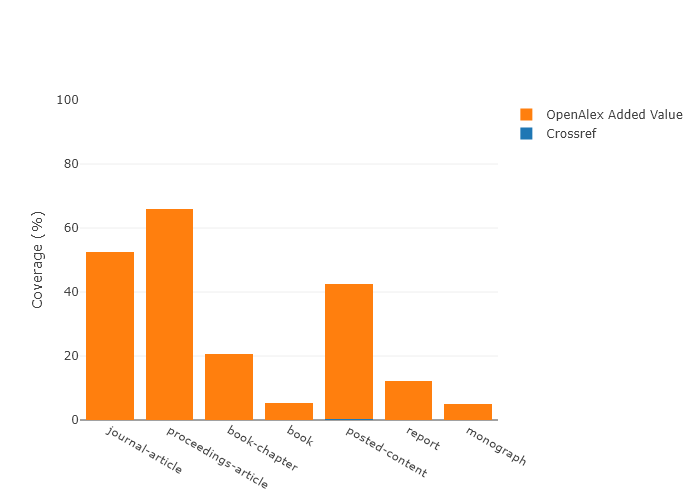 100
80
60
40
20
0
Coverage (%)
journal-article
proceedings-article
book-chapter
book
posted-content
report
monograph
OpenAlex Added Value
Crossref